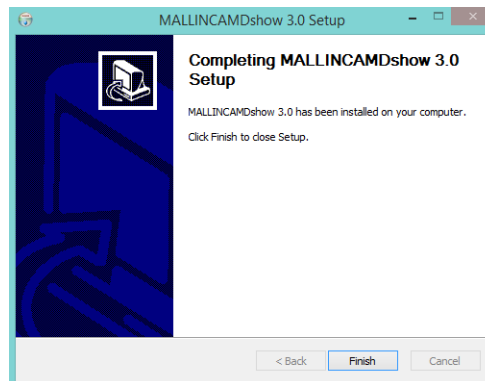 MALLINCAMDshow 3.0 Setup
Completing MALLINCAMDshow 3.0
Setup
MALLINCAMDshow 3.0 has been installed on your computer.
Click Finish to close Setup.
< Back
Finish
Cancel